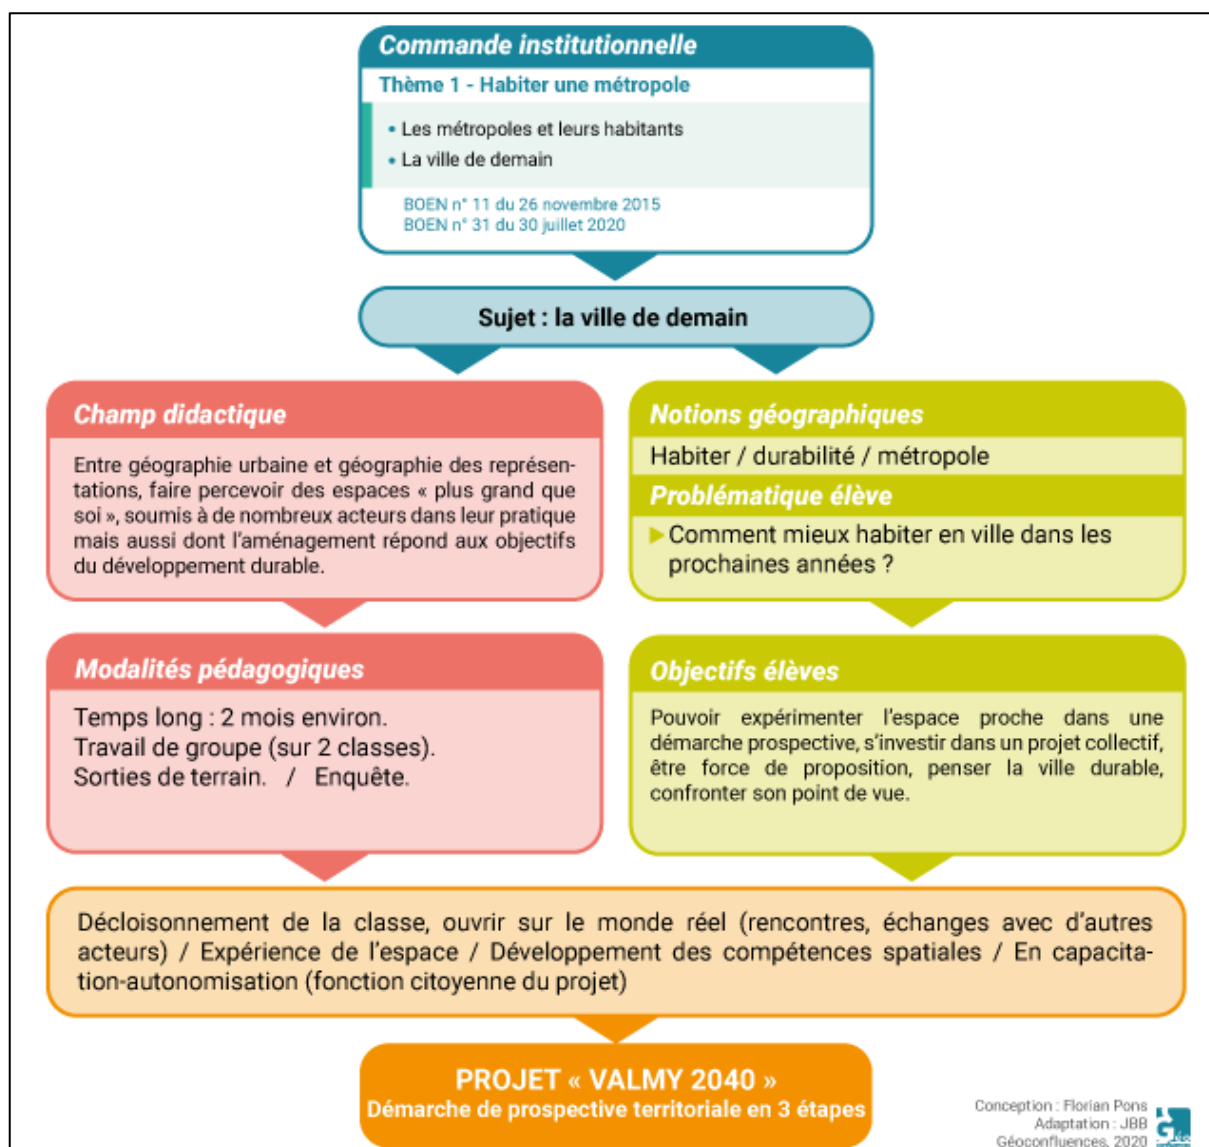 Commande institutionnelle
Thème 1 - Habiter une métropole
• Les métropoles et leurs habitants
• La ville de demain
BOEN n° 11 du 26 novembre 2015
BOEN n° 31 du 30 juillet 2020
Sujet : la ville de demain
Champ didactique
Entre géographie urbaine et géographie des représen-
tations, faire percevoir des espaces « plus grand que
soi », soumis à de nombreux acteurs dans leur pratique
mais aussi dont l'aménagement répond aux objectifs
du développement durable.
Notions géographiques
Habiter / durabilité / métropole
Problématique élève
Comment mieux habiter en ville dans les
prochaines années ?
Modalités pédagogiques
Temps long : 2 mois environ.
Travail de groupe (sur 2 classes).
Sorties de terrain. / Enquête.
Objectifs élèves
Pouvoir expérimenter l'espace proche dans une
démarche prospective, s'investir dans un projet collectif,
être force de proposition, penser la ville durable,
confronter son point de vue.
Décloisonnement de la classe, ouvrir sur le monde réel (rencontres, échanges avec d'autres
acteurs) / Expérience de l'espace / Développement des compétences spatiales / En capacita-
tion-autonomisation (fonction citoyenne du projet)
PROJET « VALMY 2040 »
Démarche de prospective territoriale en 3 étapes
Conception : Florian Pons
Adaptation : JBB
Géoconfluences, 2020